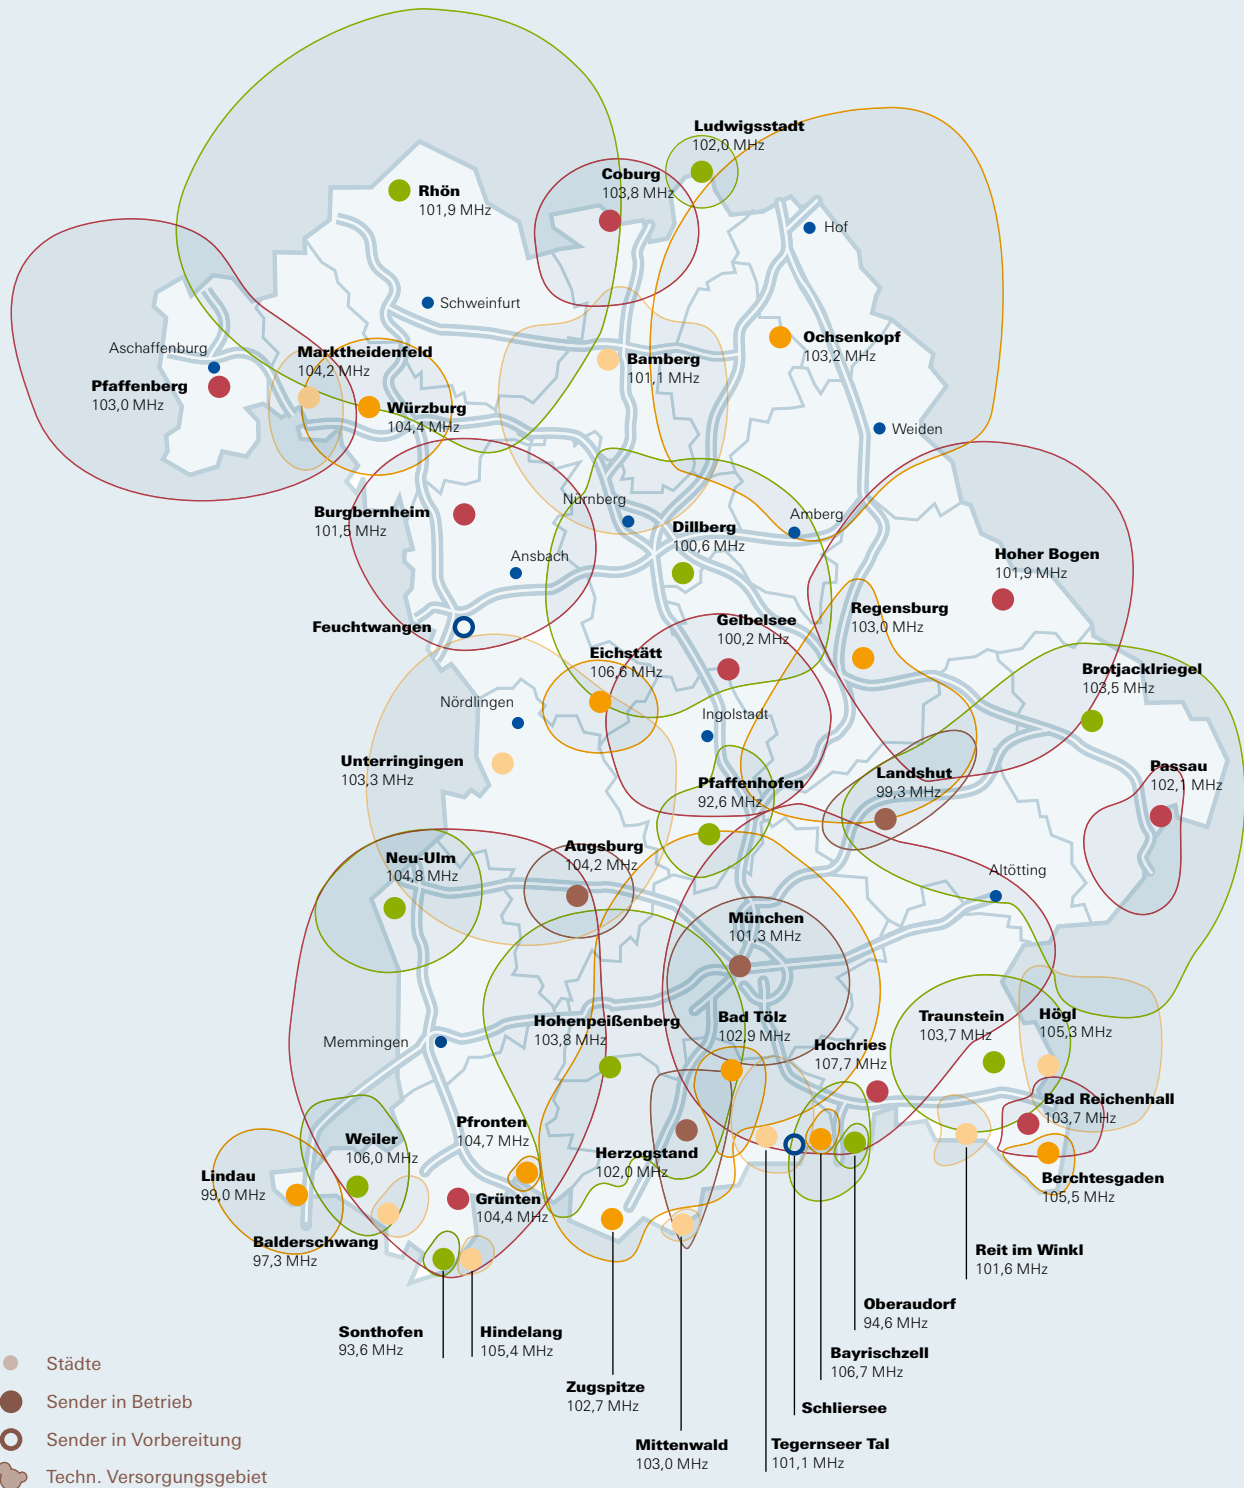 Ludwigsstadt
102,0 MHz
Coburg
103,8 MHz
Rhön
101,9 MHz
Hof
Schweinfurt
Ochsenkopf
103,2 MHz
Aschaffenburg
Marktheidenfeld
104,2 MHz
Bamberg
101,1 MHz
Pfaffenberg
103,0 MHz
Würzburg
104,4 MHz
Weiden
Nürnberg
Burgbernheim
101,5 MHz
Amberg
Dillberg
100,6 MHz
Ansbach
Hoher Bogen
101,9 MHz
Regensburg
103,0 MHz
Gelbelsee
100,2 MHz
Feuchtwangen
Eichstätt
106,6 MHz
Brotjacklriegel
103,5 MHz
Nördlingen
Ingolstadt
Unterringingen
103,3 MHz
Passau
102,1 MHz
Landshut
99,3 MHz
Pfaffenhofen
92,6 MHz
Augsburg
104,2 MHz
Neu-Ulm
104,8 MHz
Altötting
München
101,3 MHz
Hohenpeißenberg
103,8 MHz
Bad Tölz
102,9 MHz
Traunstein
103,7 MHz
Högl
105,3 MHz
Memmingen
Hochries
107,7 MHz
Bad Reichenhall
103,7 MHz
Pfronten
104,7 MHz
Weiler
106,0 MHz
Herzogstand
102,0 MHz
Lindau
99,0 MHz
Berchtesgaden
105,5 MHz
Grünten
104,4 MHz
Balderschwang
97,3 MHz
Reit im Winkl
101,6 MHz
Oberaudorf
94,6 MHz
Sonthofen
93,6 MHz
Hindelang
105,4 MHz
Bayrischzell
106,7 MHz
Zugspitze
102,7 MHz
Schliersee
Mittenwald
103,0 MHz
Tegernseer Tal
101,1 MHz
Städte
Sender in Betrieb
Sender in Vorbereitung
Techn. Versorgungsgebiet